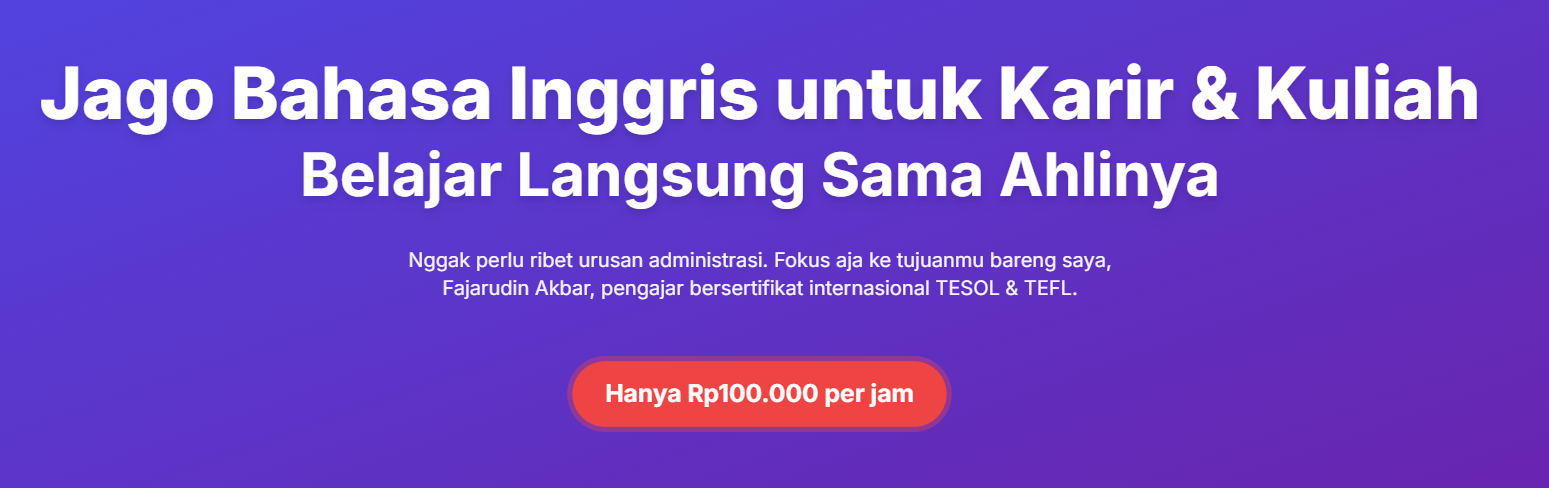 Jago Bahasa Inggris untuk Karir & Kuliah
Belajar Langsung Sama Ahlinya
Nggak perlu ribet urusan administrasi. Fokus aja ke tujuanmu bareng saya,
Fajarudin Akbar, pengajar bersertifikat internasional TESOL & TEFL.
Hanya Rp100.000 per jam